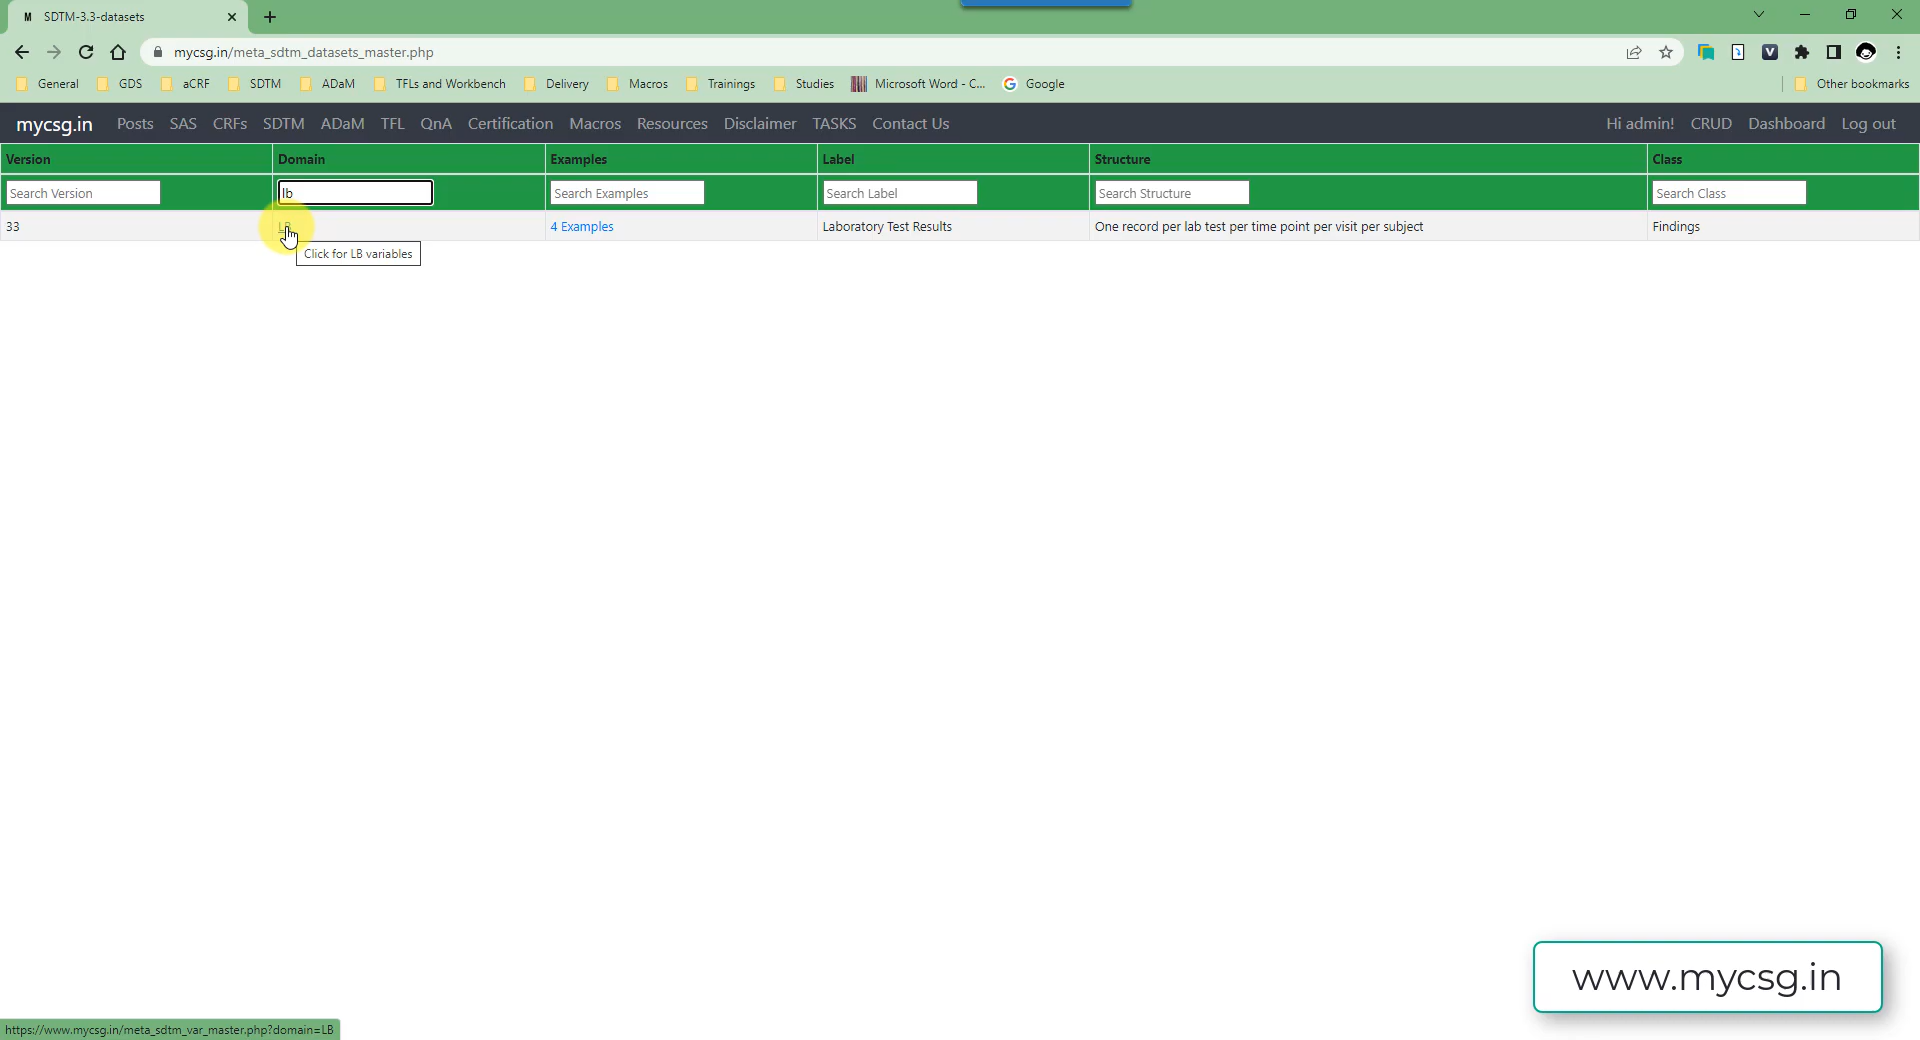 M SDTM-3.3-datasets
mycsg.in/meta_sdtm_datasets_master.php
General GDS aCRF SDTM ADaM TFLs and Workbench Delivery Macros Trainings Studies Microsoft Word - C... G Google Other bookmarks
mycsg.in Posts SAS CRFs SDTM ADaM TFL QnA Certification Macros Resources Disclaimer TASKS Contact Us Hi admin! CRUD Dashboard Log out
Version Domain Examples Label Structure Class
Search Version lb Search Examples Search Label Search Structure Search Class
33 LB 4 Examples Laboratory Test Results One record per lab test per time point per visit per subject Findings
Click for LB variables
www.mycsg.in
https://www.mycsg.in/meta_sdtm_var_master.php?domain=LB